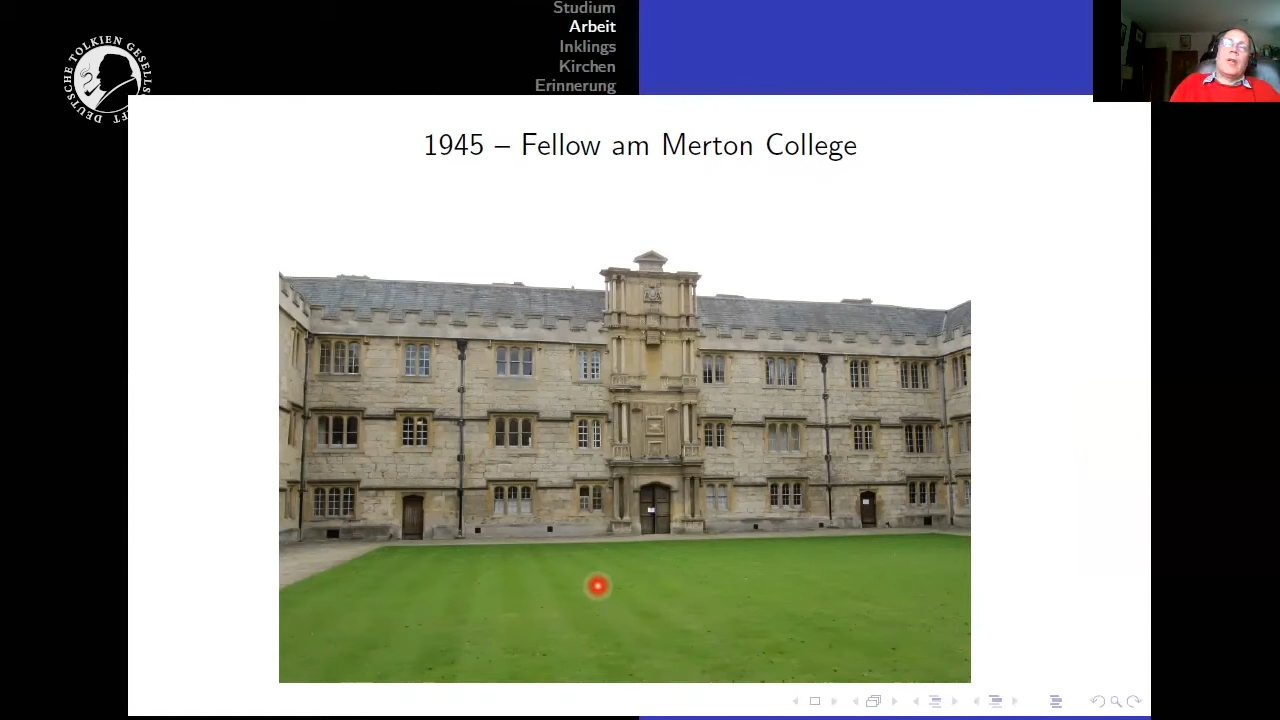 Studium
Arbeit
Inklings
Kirchen
Erinnerung
DEUTSCHE TOLKIEN GESELLSCHAFT
1945 – Fellow am Merton College